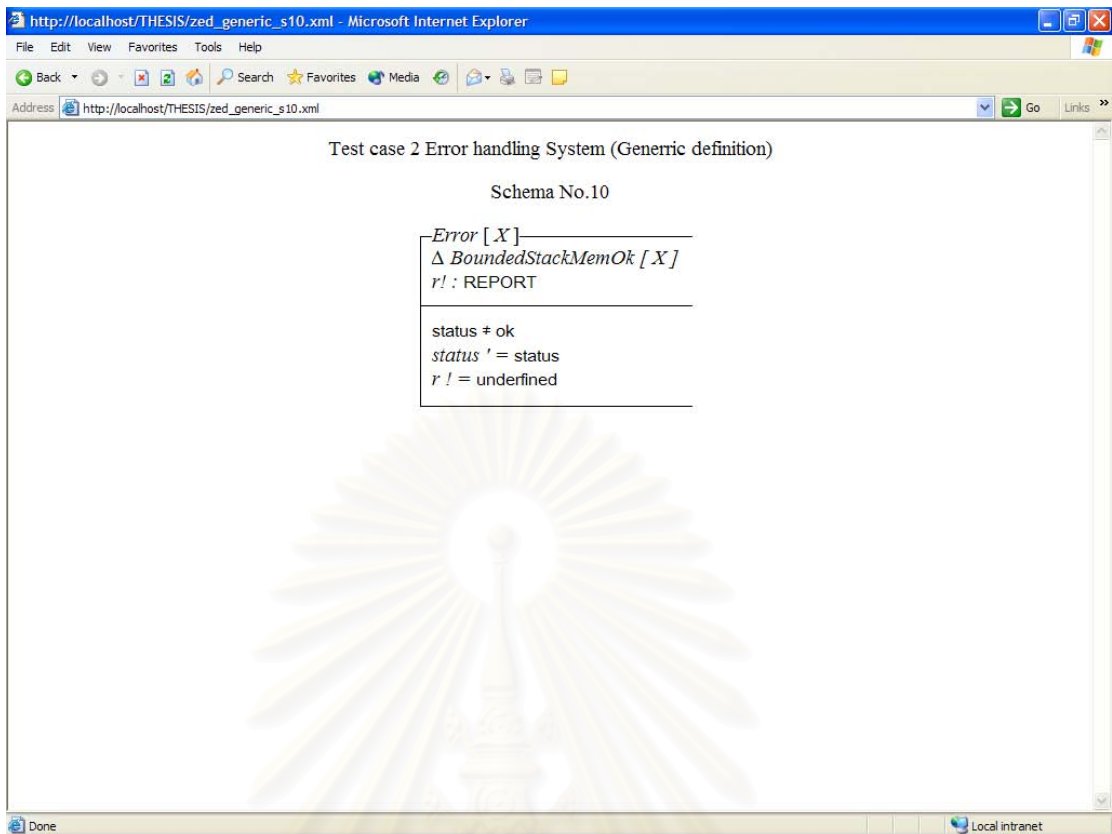 http://localhost/THESIS/zed_generic_s10.xml - Microsoft Internet Explorer
File Edit View Favorites Tools Help
Back Search Favorites Media
Address http://localhost/THESIS/zed_generic_s10.xml Go Links »
Test case 2 Error handling System (Generric definition)
Schema No.10
Error [ X ]
Δ BoundedStackMemOk [ X ]
r! : REPORT
status ≠ ok
status ' = status
r ! = underfined
Done Local intranet